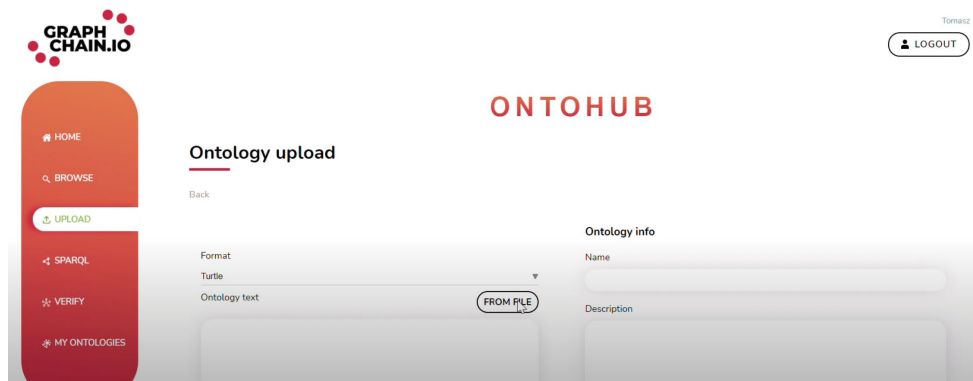 GRAPH
CHAIN.IO
Tomasz
LOGOUT
ONTOHUB
HOME
BROWSE
UPLOAD
SPARQL
VERIFY
MY ONTOLOGIES
Ontology upload
Back
Format
Turtle
Ontology text
FROM FILE
Ontology info
Name
Description